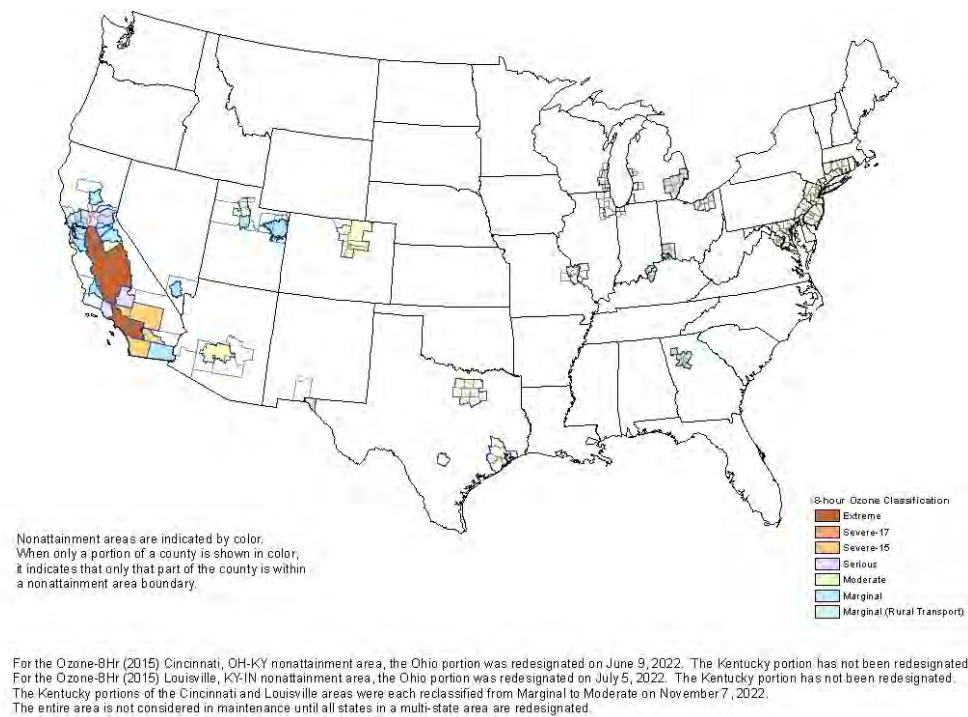 8-hour Ozone Classification
Extreme
Severe-17
Severe-15
Serious
Moderate
Marginal
Marginal (Rural Transport)
Nonattainment areas are indicated by color.
When only a portion of a county is shown in color,
it indicates that only that part of the county is within
a nonattainment area boundary.
For the Ozone-8Hr (2015) Cincinnati, OH-KY nonattainment area, the Ohio portion was redesignated on June 9, 2022. The Kentucky portion has not been redesignated
For the Ozone-8Hr (2015) Louisville, KY-IN nonattainment area, the Ohio portion was redesignated on July 5, 2022. The Kentucky portion has not been redesignated.
The Kentucky portions of the Cincinnati and Louisville areas were each reclassified from Marginal to Moderate on November 7, 2022.
The entire area is not considered in maintenance until all states in a multi-state area are redesignated.